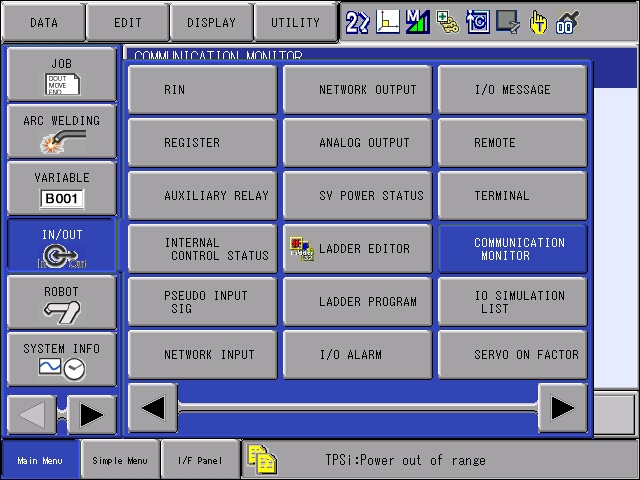 DATA EDIT DISPLAY UTILITY
COMMUNICATION MONITOR
JOB
DOUT
MOVE
END
ARC WELDING
VARIABLE
B001
IN/OUT
In Out
ROBOT
SYSTEM INFO
RIN
NETWORK OUTPUT
I/O MESSAGE
REGISTER
ANALOG OUTPUT
REMOTE
AUXILIARY RELAY
SV POWER STATUS
TERMINAL
INTERNAL
CONTROL STATUS
LADDER EDITOR
COMMUNICATION
MONITOR
PSEUDO INPUT
SIG
LADDER PROGRAM
IO SIMULATION
LIST
NETWORK INPUT
I/O ALARM
SERVO ON FACTOR
Main Menu
Simple Menu
I/F Panel
TPSi:Power out of range